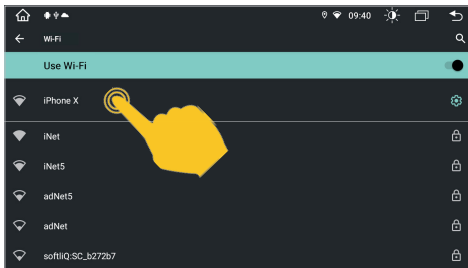 09:40
Wi-Fi
Use Wi-Fi
iPhone X
iNet
iNet5
adNet5
adNet
softliQ:SC_b272b7